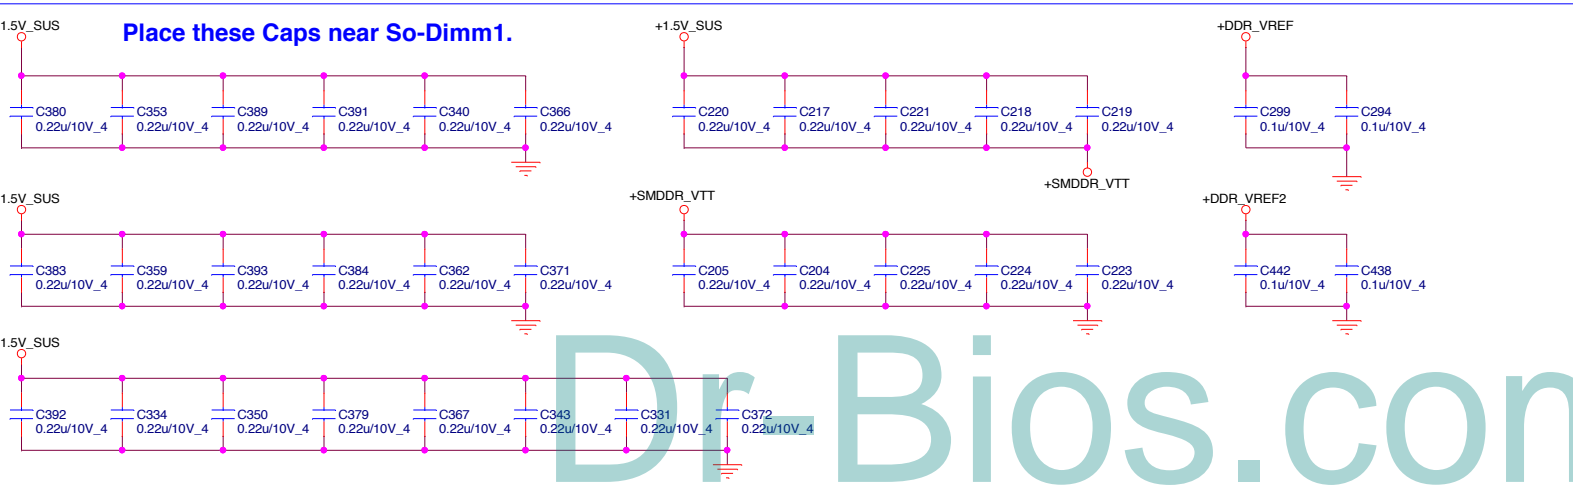 1.5V_SUS
Place these Caps near So-Dimm1.
+1.5V_SUS
+DDR_VREF
C380
0.22u/10V_4
C353
0.22u/10V_4
C389
0.22u/10V_4
C391
0.22u/10V_4
C340
0.22u/10V_4
C366
0.22u/10V_4
C220
0.22u/10V_4
C217
0.22u/10V_4
C221
0.22u/10V_4
C218
0.22u/10V_4
C219
0.22u/10V_4
C299
0.1u/10V_4
C294
0.1u/10V_4
+SMDDR_VTT
1.5V_SUS
+SMDDR_VTT
+DDR_VREF2
C383
0.22u/10V_4
C359
0.22u/10V_4
C393
0.22u/10V_4
C384
0.22u/10V_4
C362
0.22u/10V_4
C371
0.22u/10V_4
C205
0.22u/10V_4
C204
0.22u/10V_4
C225
0.22u/10V_4
C224
0.22u/10V_4
C223
0.22u/10V_4
C442
0.1u/10V_4
C438
0.1u/10V_4
1.5V_SUS
C392
0.22u/10V_4
C334
0.22u/10V_4
C350
0.22u/10V_4
C379
0.22u/10V_4
C367
0.22u/10V_4
C343
0.22u/10V_4
C331
0.22u/10V_4
C372
0.22u/10V_4
Dr-Bios.com